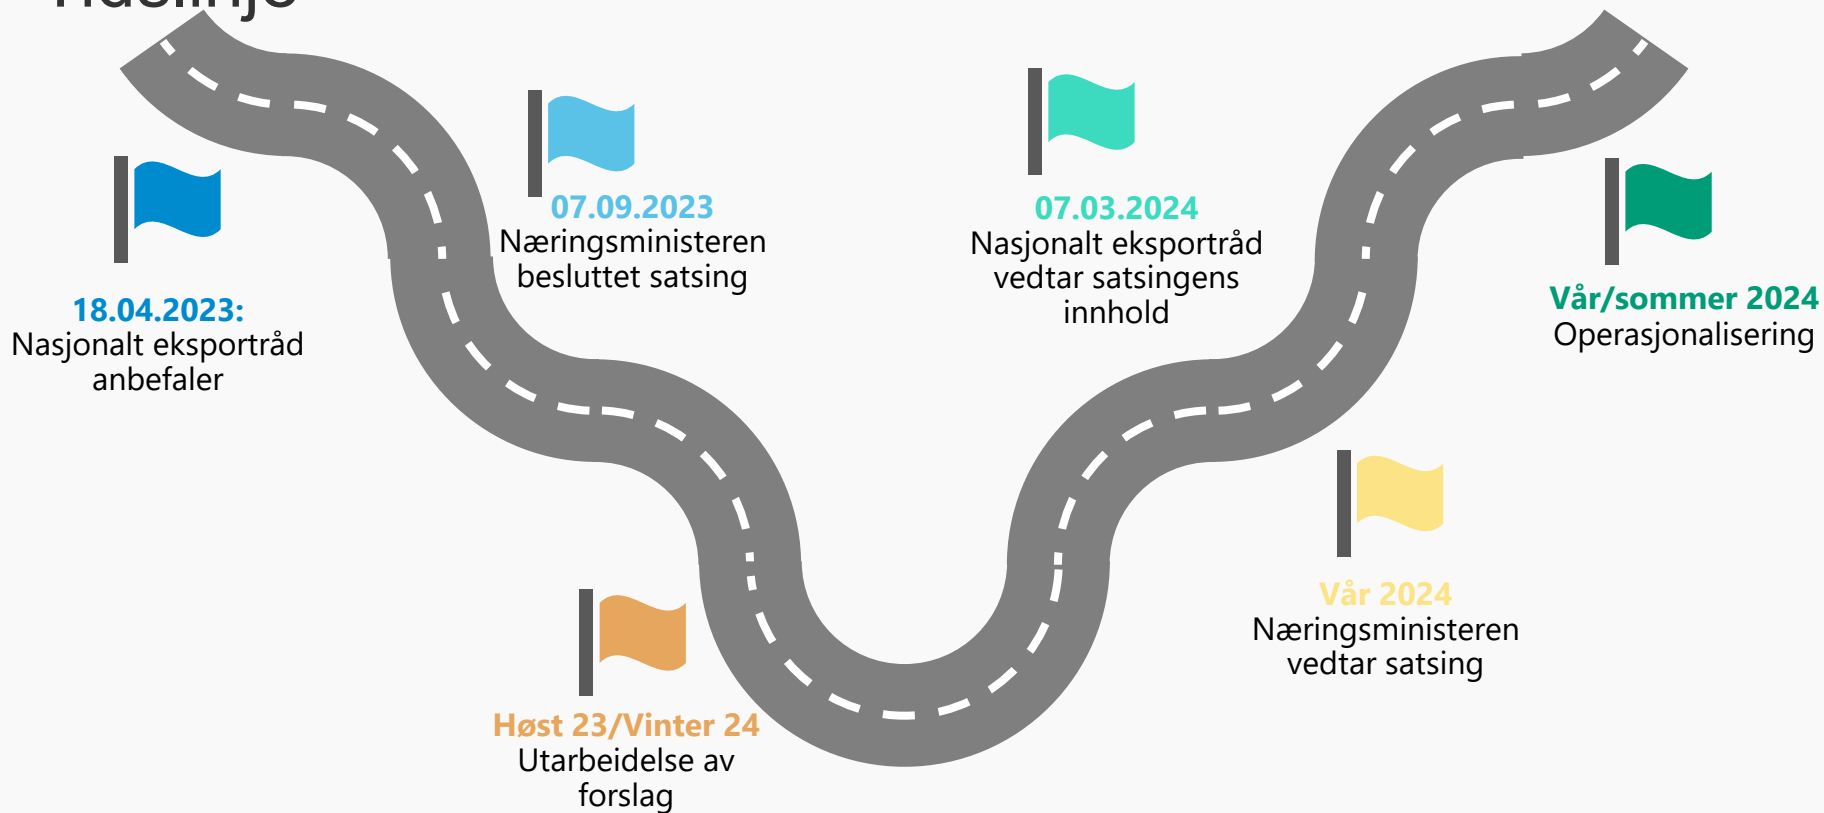 Tidslinje
18.04.2023:
Nasjonalt eksportråd
anbefaler
07.09.2023
Næringsministeren
besluttet satsing
Høst 23/Vinter 24
Utarbeidelse av
forslag
07.03.2024
Nasjonalt eksportråd
vedtar satsingens
innhold
Vår 2024
Næringsministeren
vedtar satsing
Vår/sommer 2024
Operasjonalisering